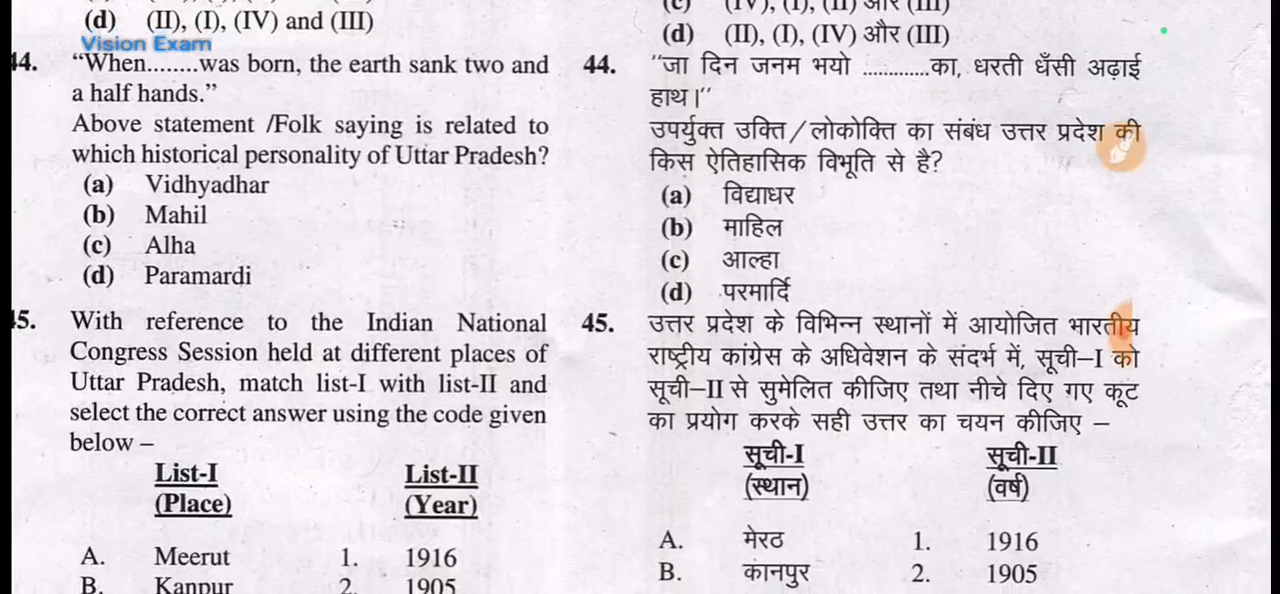 (d) (II), (I), (IV) and (III)
Vision Exam
44. “When........was born, the earth sank two and
a half hands.”
Above statement /Folk saying is related to
which historical personality of Uttar Pradesh?
(a) Vidhyadhar
(b) Mahil
(c) Alha
(d) Paramardi
45. With reference to the Indian National
Congress Session held at different places of
Uttar Pradesh, match list-I with list-II and
select the correct answer using the code given
below –
List-I List-II
(Place) (Year)
A. Meerut 1. 1916
B. Kanpur 2. 1905
(c) (IV), (I), (II) और (III)
(d) (II), (I), (IV) और (III)
44. "जा दिन जनम भयो .............का, धरती धँसी अढ़ाई
हाथ।"
उपर्युक्त उक्ति/लोकोक्ति का संबंध उत्तर प्रदेश की
किस ऐतिहासिक विभूति से है?
(a) विद्याधर
(b) माहिल
(c) आल्हा
(d) परमार्दि
45. उत्तर प्रदेश के विभिन्न स्थानों में आयोजित भारतीय
राष्ट्रीय कांग्रेस के अधिवेशन के संदर्भ में, सूची-I को
सूची-II से सुमेलित कीजिए तथा नीचे दिए गए कूट
का प्रयोग करके सही उत्तर का चयन कीजिए –
सूची-I सूची-II
(स्थान) (वर्ष)
A. मेरठ 1. 1916
B. कानपुर 2. 1905